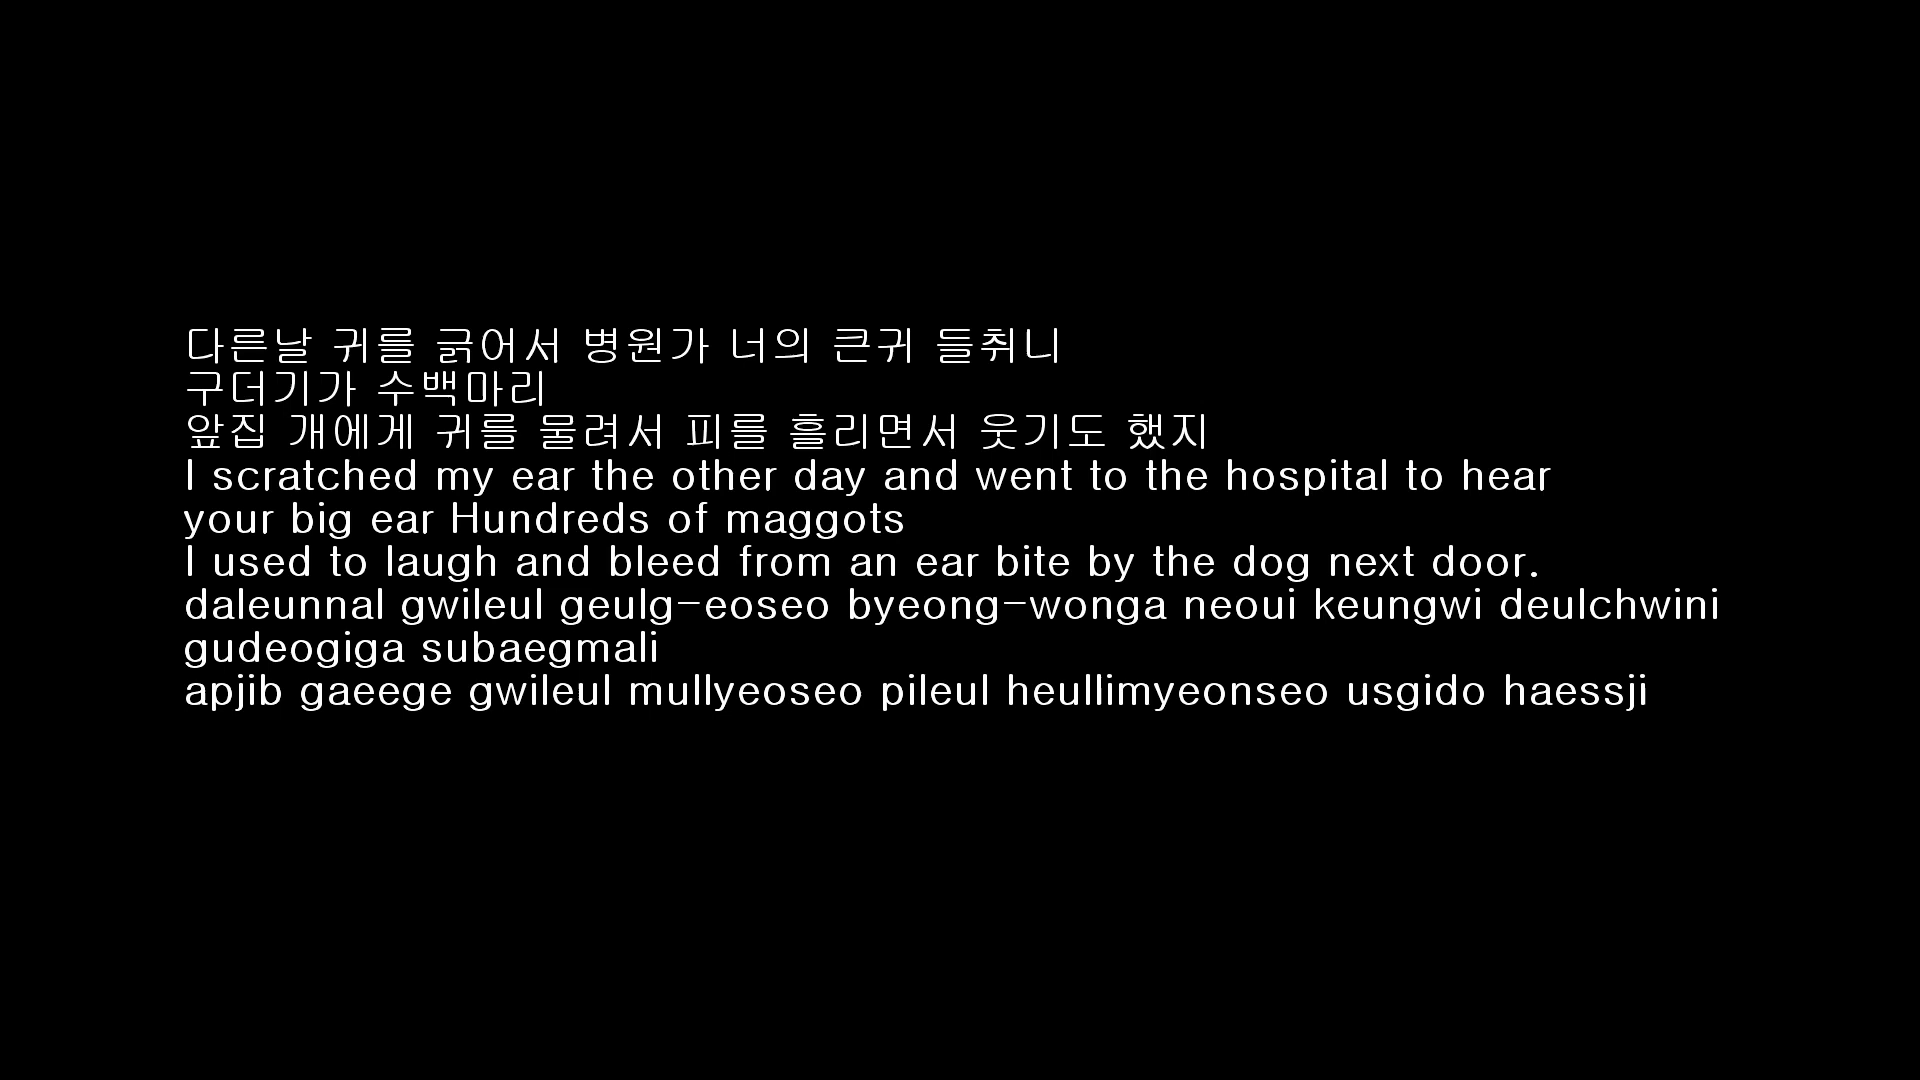 다른날 귀를 긁어서 병원가 너의 큰귀 들취니
구더기가 수백마리
앞집 개에게 귀를 물려서 피를 흘리면서 웃기도 했지
I scratched my ear the other day and went to the hospital to hear
your big ear Hundreds of maggots
I used to laugh and bleed from an ear bite by the dog next door.
daleunnal gwileul geulg-eoseo byeong-wonga neoui keungwi deulchwini
gudeogiga subaegmali
apjib gaeege gwileul mullyeoseo pileul heullimyeonseo usgido haessji